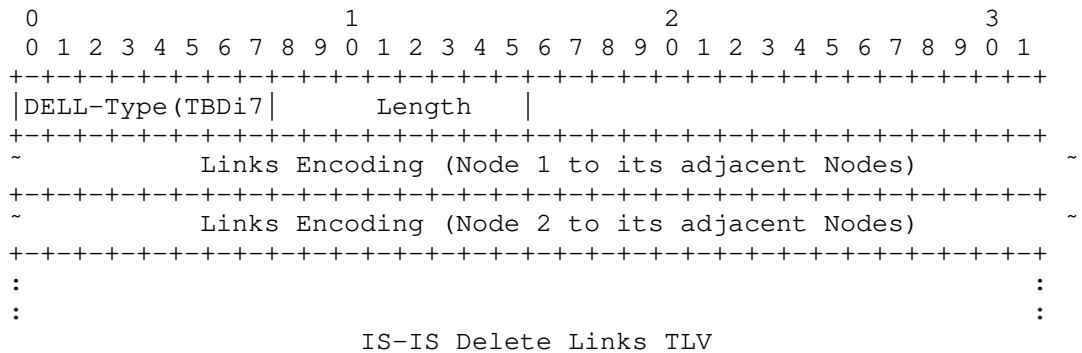 0                   1                   2                   3
 0 1 2 3 4 5 6 7 8 9 0 1 2 3 4 5 6 7 8 9 0 1 2 3 4 5 6 7 8 9 0 1
+-+-+-+-+-+-+-+-+-+-+-+-+-+-+-+-+-+-+-+-+-+-+-+-+-+-+-+-+-+-+-+-+
|DELL-Type(TBDi7|      Length   |
+-+-+-+-+-+-+-+-+-+-+-+-+-+-+-+-+-+-+-+-+-+-+-+-+-+-+-+-+-+-+-+-+
~           Links Encoding (Node 1 to its adjacent Nodes)         ~
+-+-+-+-+-+-+-+-+-+-+-+-+-+-+-+-+-+-+-+-+-+-+-+-+-+-+-+-+-+-+-+-+
~           Links Encoding (Node 2 to its adjacent Nodes)         ~
+-+-+-+-+-+-+-+-+-+-+-+-+-+-+-+-+-+-+-+-+-+-+-+-+-+-+-+-+-+-+-+-+
:                                                               :
:                                                               :
                      IS-IS Delete Links TLV